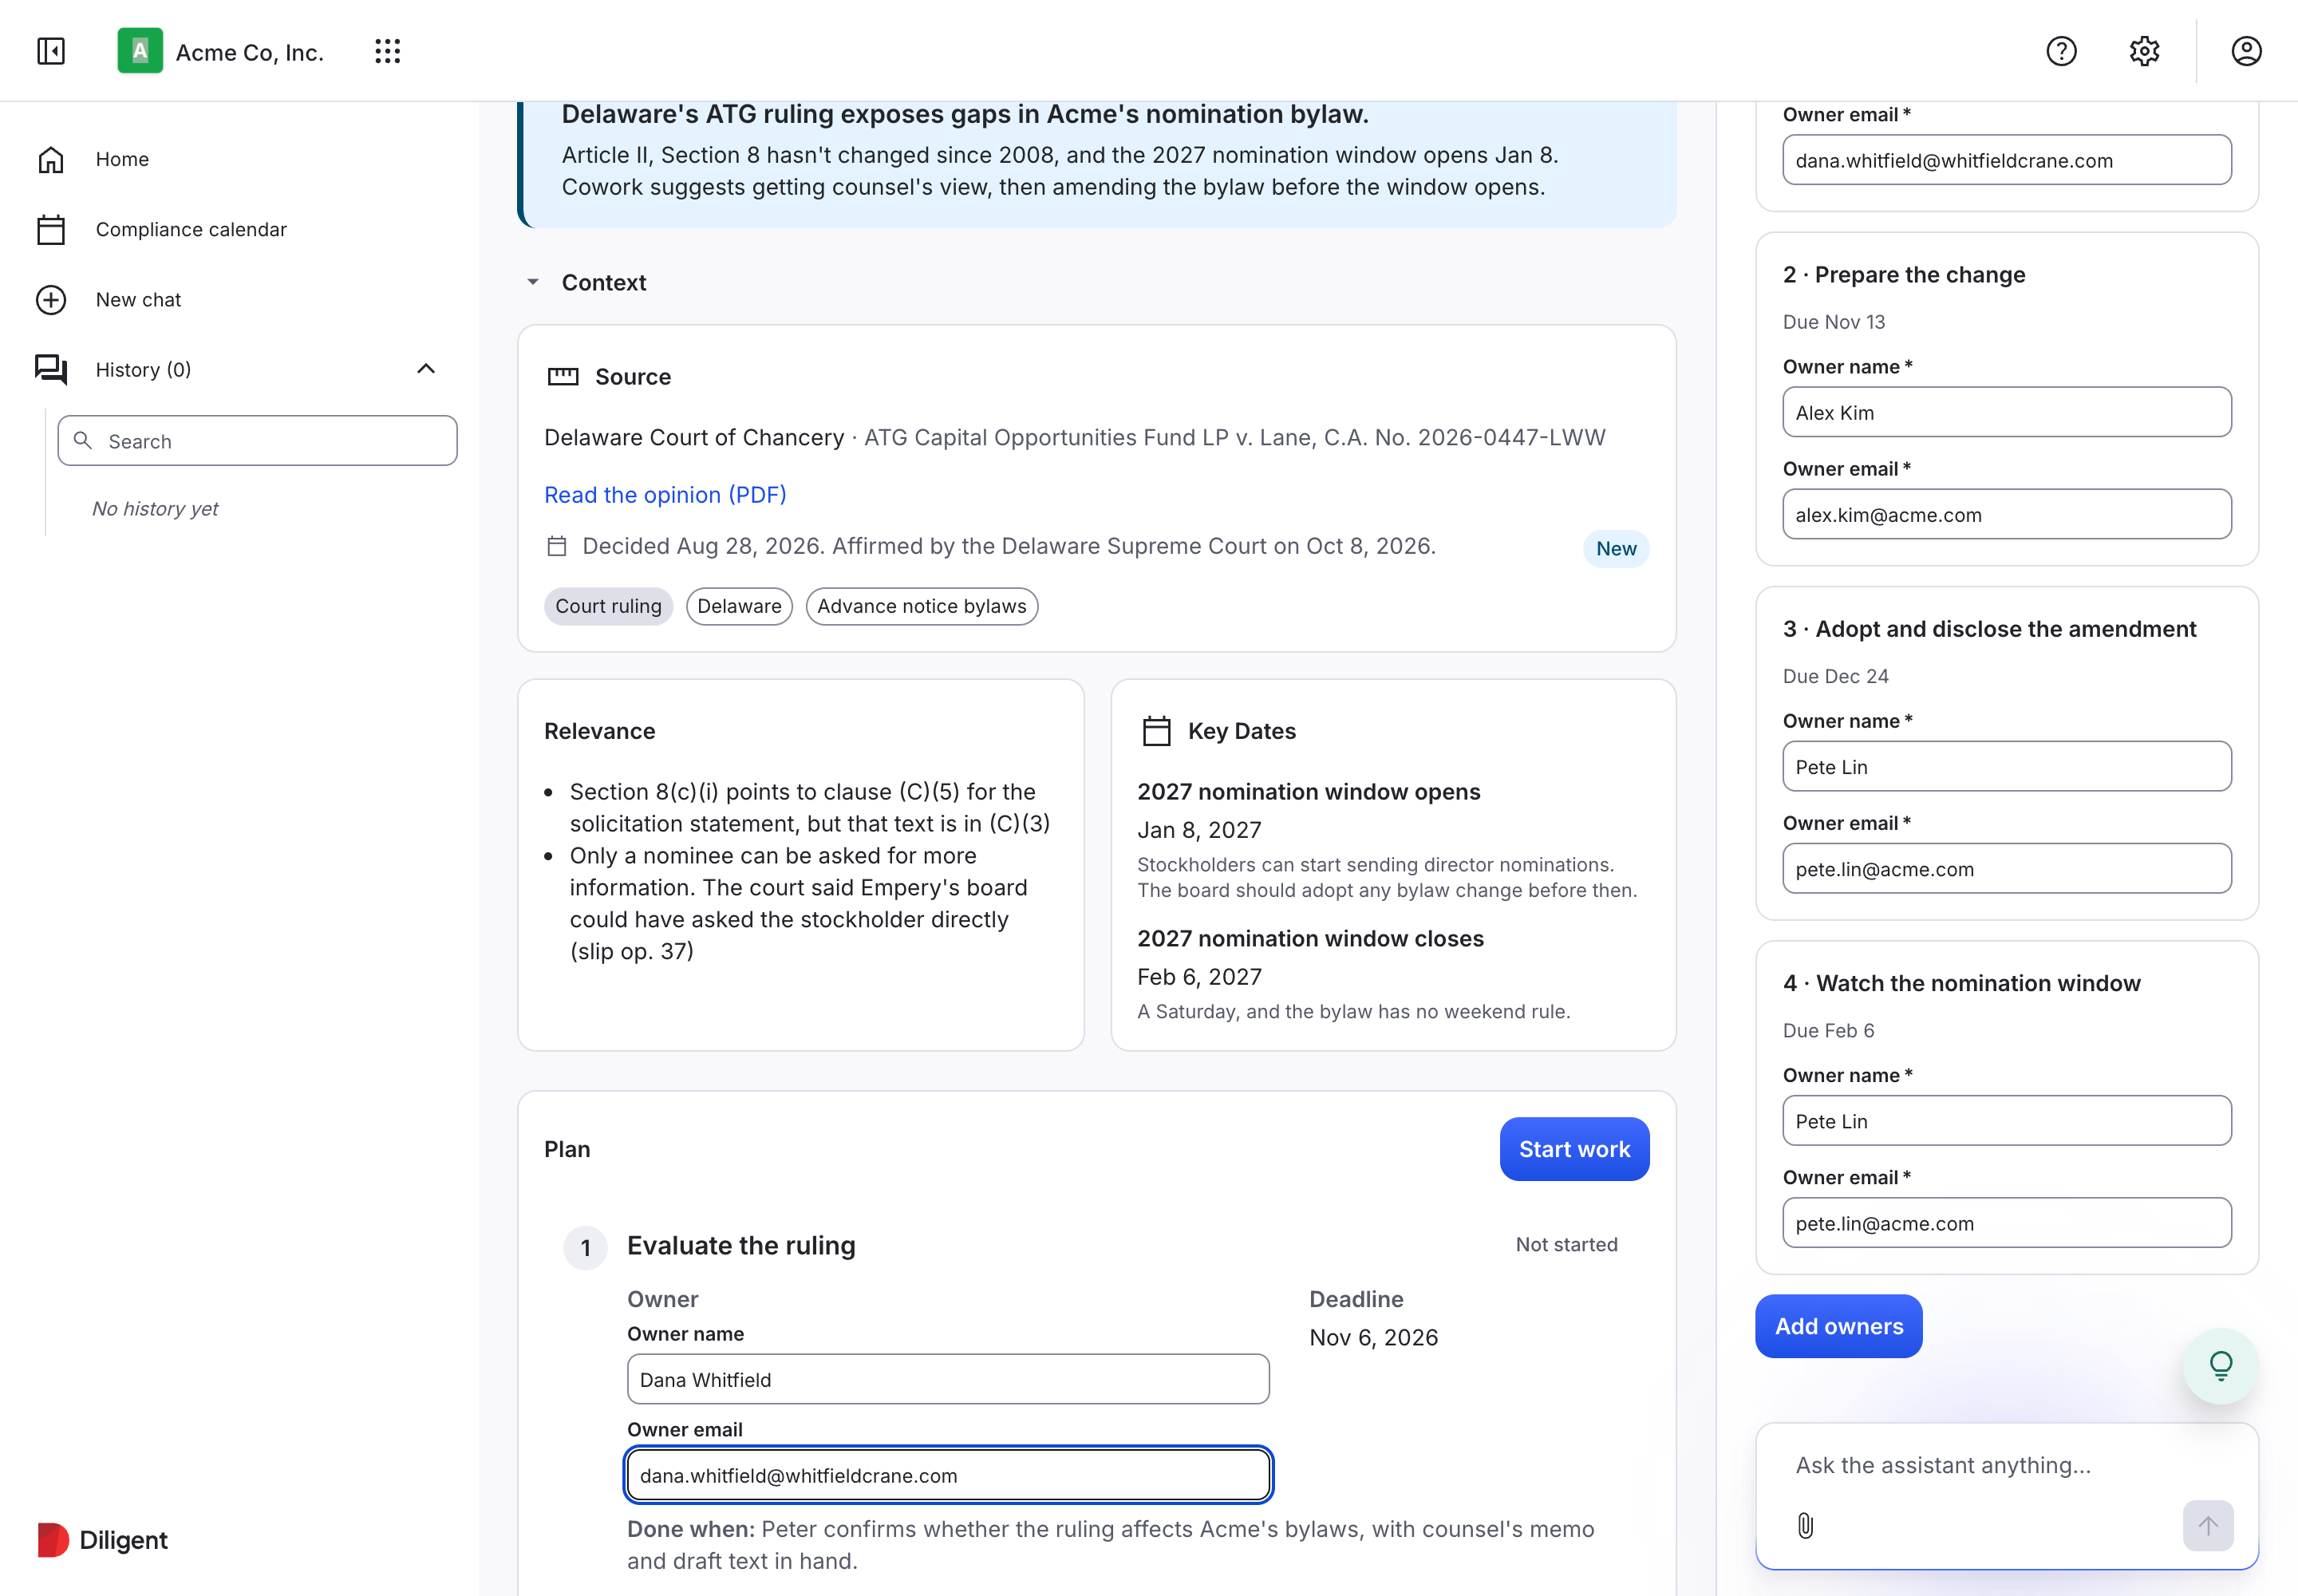 A
Acme Co, Inc.
Home
Compliance calendar
New chat
History (0)
Search
No history yet
Diligent
Delaware's ATG ruling exposes gaps in Acme's nomination bylaw.
Article II, Section 8 hasn't changed since 2008, and the 2027 nomination window opens Jan 8.
Cowork suggests getting counsel's view, then amending the bylaw before the window opens.
Context
Source
Delaware Court of Chancery · ATG Capital Opportunities Fund LP v. Lane, C.A. No. 2026-0447-LWW
Read the opinion (PDF)
Decided Aug 28, 2026. Affirmed by the Delaware Supreme Court on Oct 8, 2026.
New
Court ruling
Delaware
Advance notice bylaws
Relevance
• Section 8(c)(i) points to clause (C)(5) for the
solicitation statement, but that text is in (C)(3)
• Only a nominee can be asked for more
information. The court said Empery's board
could have asked the stockholder directly
(slip op. 37)
Key Dates
2027 nomination window opens
Jan 8, 2027
Stockholders can start sending director nominations.
The board should adopt any bylaw change before then.
2027 nomination window closes
Feb 6, 2027
A Saturday, and the bylaw has no weekend rule.
Plan
Start work
1
Evaluate the ruling
Not started
Owner
Owner name
Dana Whitfield
Owner email
dana.whitfield@whitfieldcrane.com
Deadline
Nov 6, 2026
Done when: Peter confirms whether the ruling affects Acme's bylaws, with counsel's memo
and draft text in hand.
Owner email *
dana.whitfield@whitfieldcrane.com
2 · Prepare the change
Due Nov 13
Owner name *
Alex Kim
Owner email *
alex.kim@acme.com
3 · Adopt and disclose the amendment
Due Dec 24
Owner name *
Pete Lin
Owner email *
pete.lin@acme.com
4 · Watch the nomination window
Due Feb 6
Owner name *
Pete Lin
Owner email *
pete.lin@acme.com
Add owners
Ask the assistant anything...